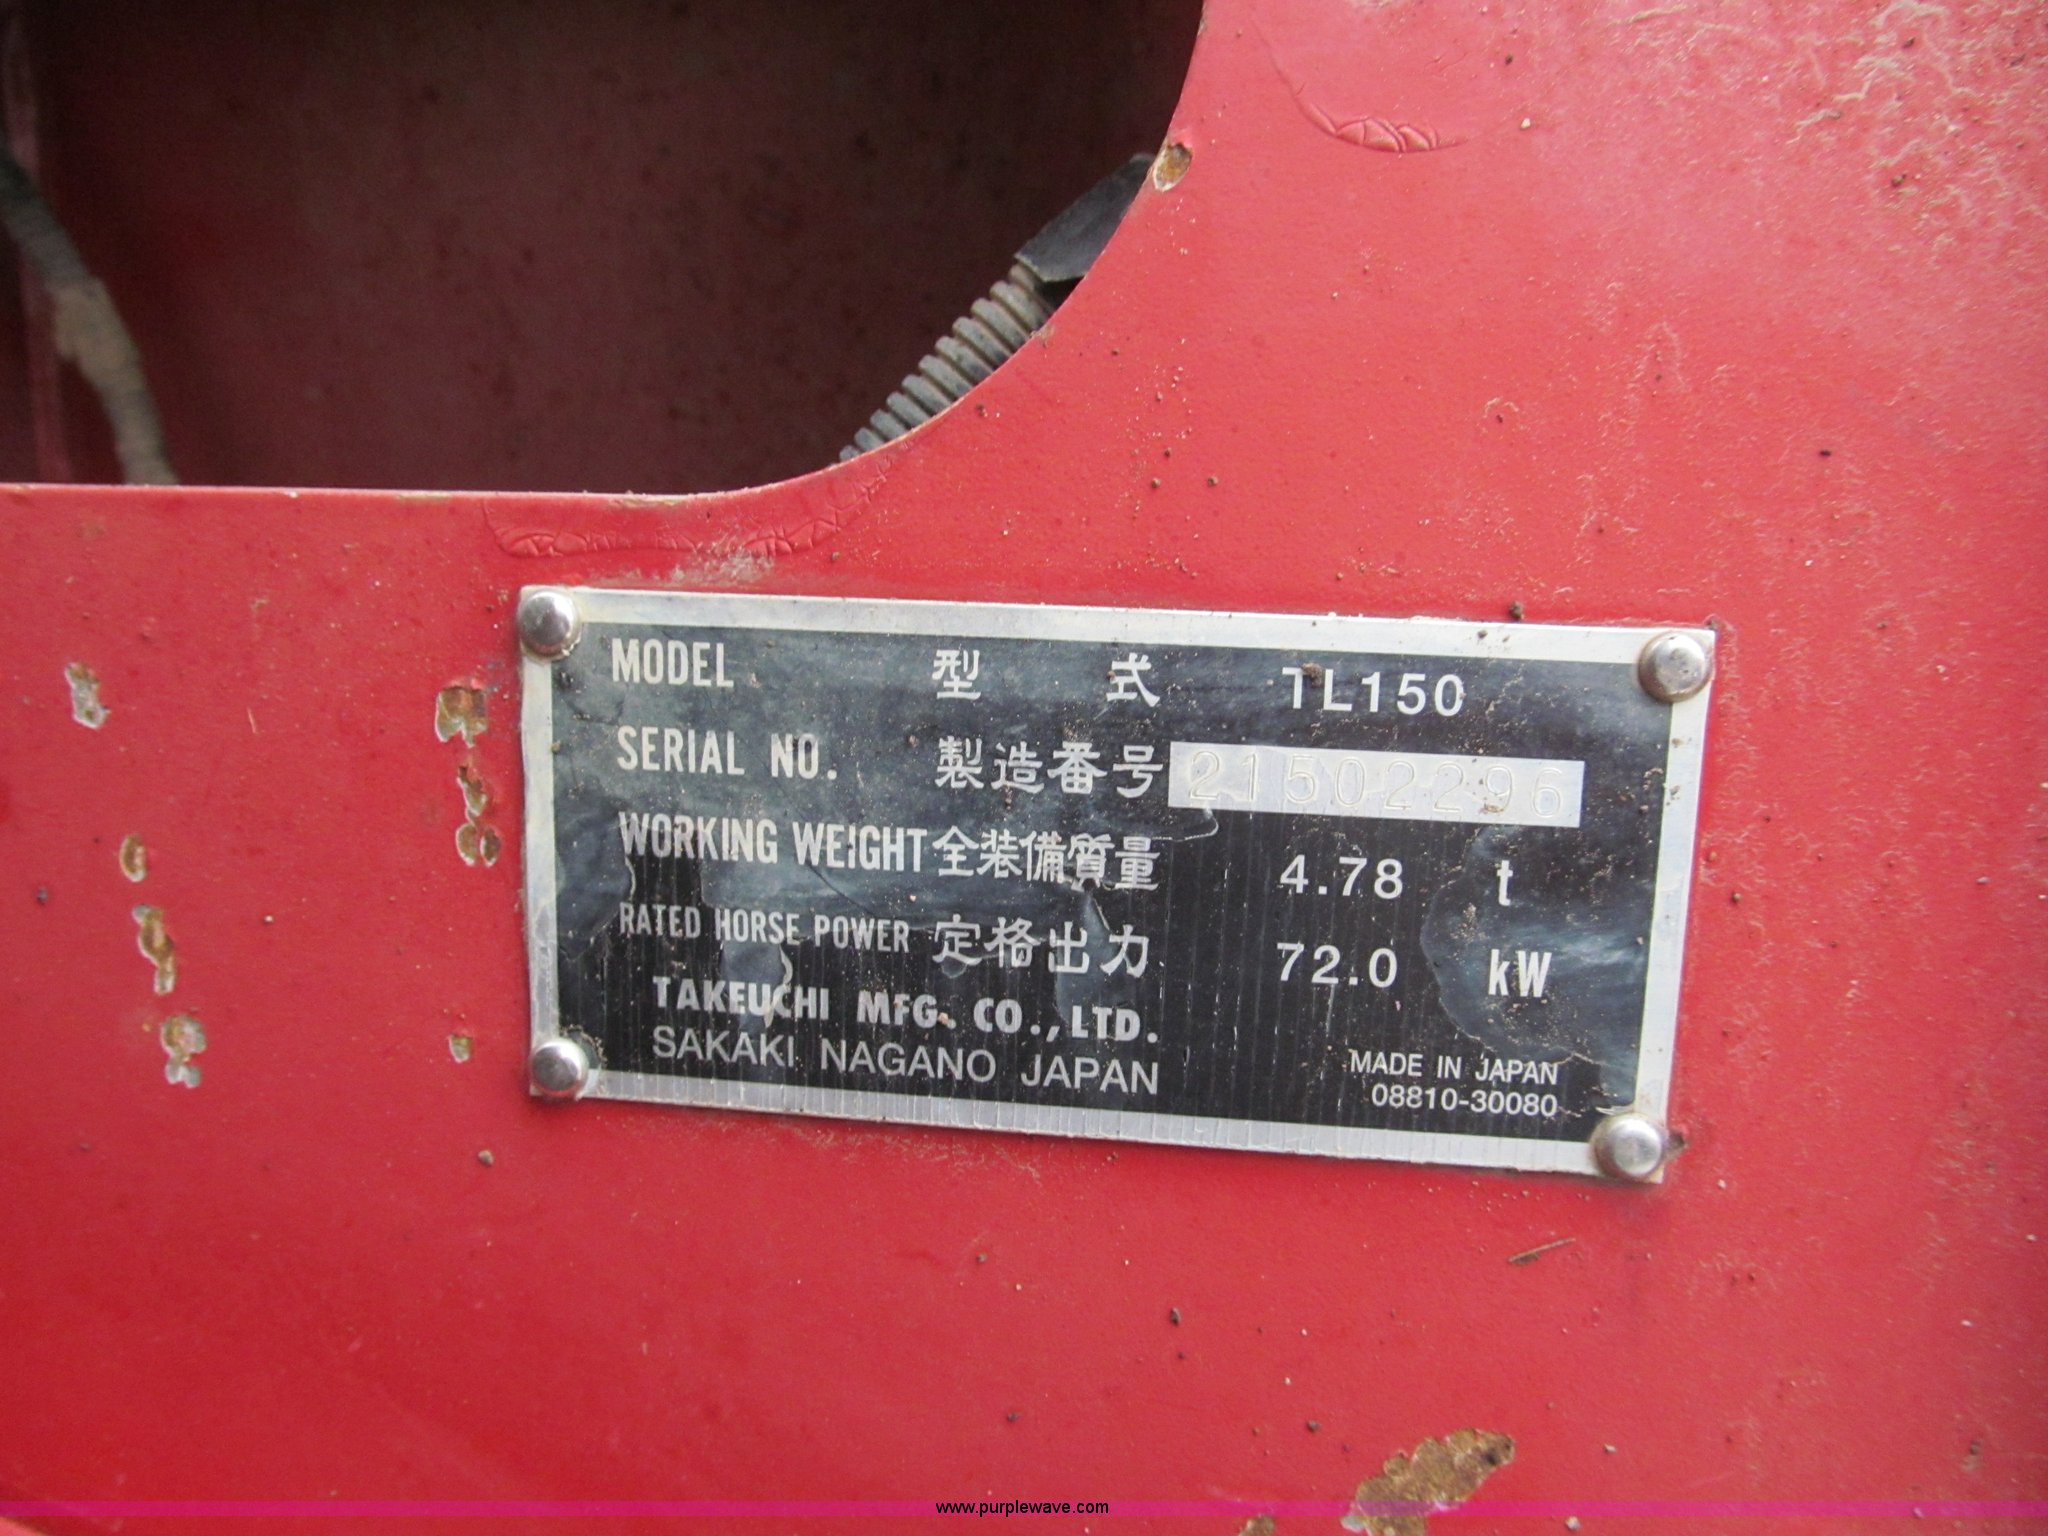 MODEL 型式 TL150
SERIAL NO. 製造番号 21502296
WORKING WEIGHT 全装備質量 4.78 t
RATED HORSE POWER 定格出力 72.0 kW
TAKEUCHI MFG. CO., LTD.
SAKAKI NAGANO JAPAN
MADE IN JAPAN
08810-30080
www.purplewave.com